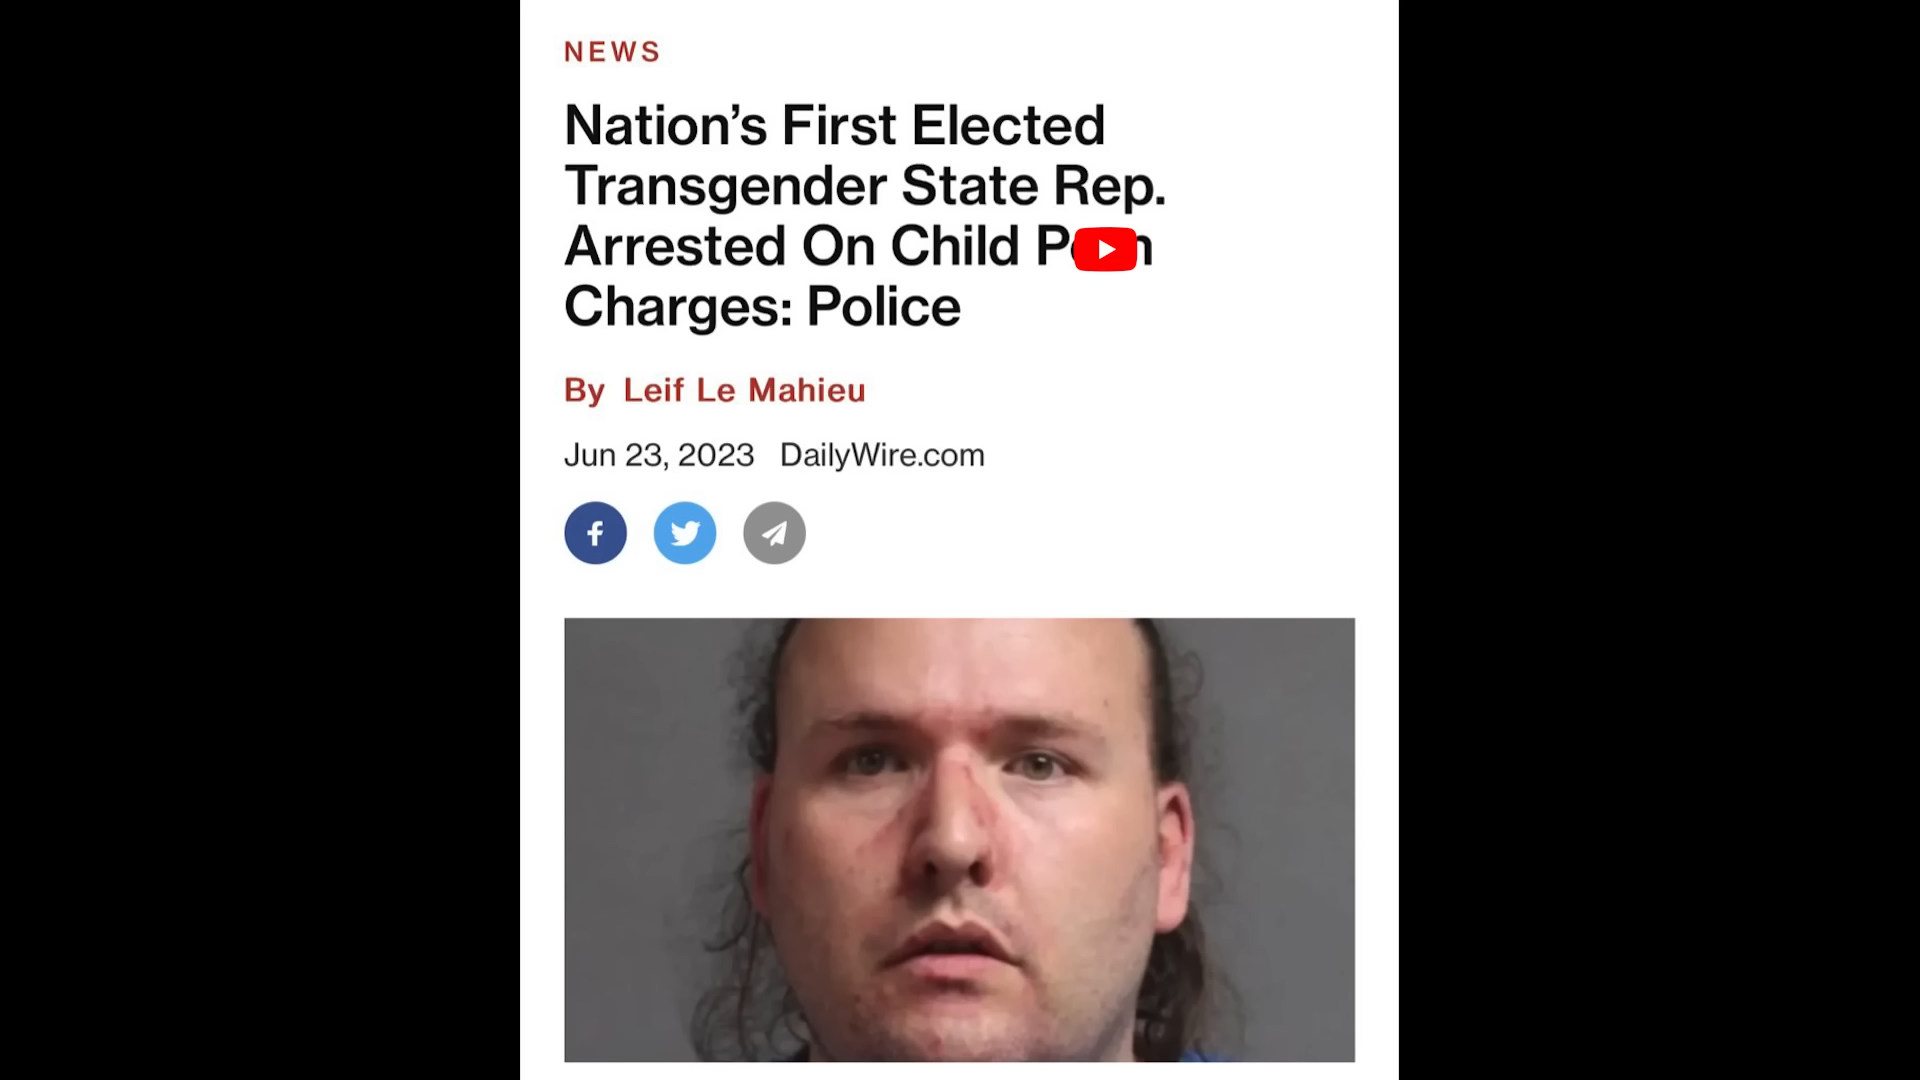 NEWS
Nation's First Elected
Transgender State Rep.
Arrested On Child
Charges: Police
By Leif Le Mahieu
Jun 23, 2023 DailyWire.com